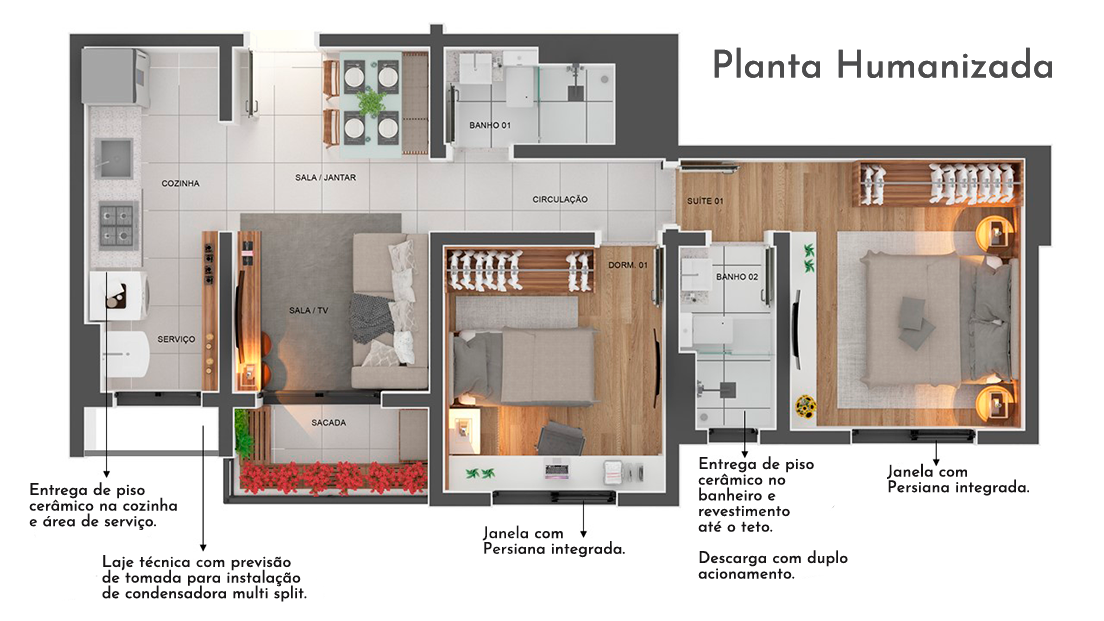 Planta Humanizada
BANHO 01
COZINHA
SALA / JANTAR
CIRCULAÇÃO
SUÍTE 01
DORM. 01
BANHO 02
SALA / TV
SERVIÇO
SACADA
Entrega de piso
cerâmico na cozinha
e área de serviço.
Laje técnica com previsão
de tomada para instalação
de condensadora multi split.
Janela com
Persiana integrada.
Entrega de piso
cerâmico no
banheiro e
revestimento
até o teto.
Descarga com duplo
acionamento.
Janela com
Persiana integrada.